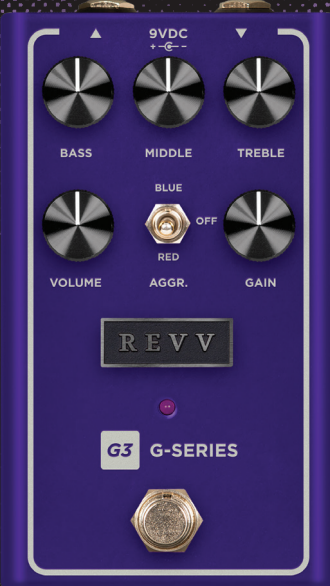 9VDC
BASS MIDDLE TREBLE
BLUE
OFF
RED
VOLUME AGGR. GAIN
REVV
G3 G-SERIES